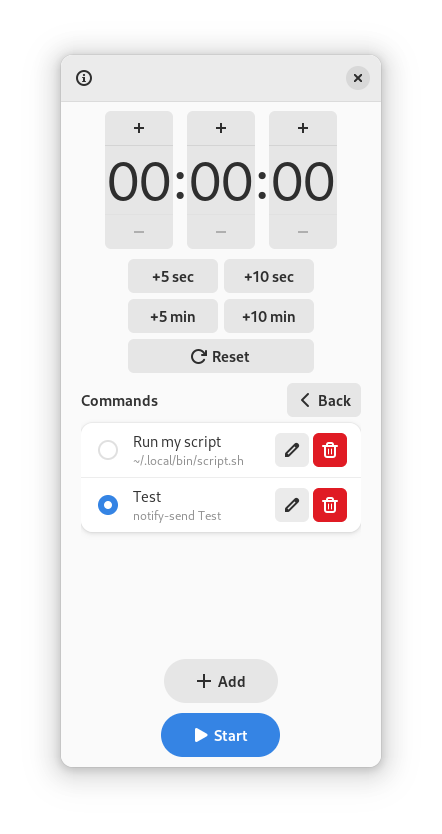 + + +
00:00:00
− − −
+5 sec +10 sec
+5 min +10 min
Reset
Commands Back
Run my script
~/.local/bin/script.sh
Test
notify-send Test
Add
Start